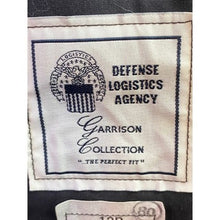 DEFENSE
LOGISTICS
AGENCY
GARRISON
COLLECTION
"THE PERFECT FIT"